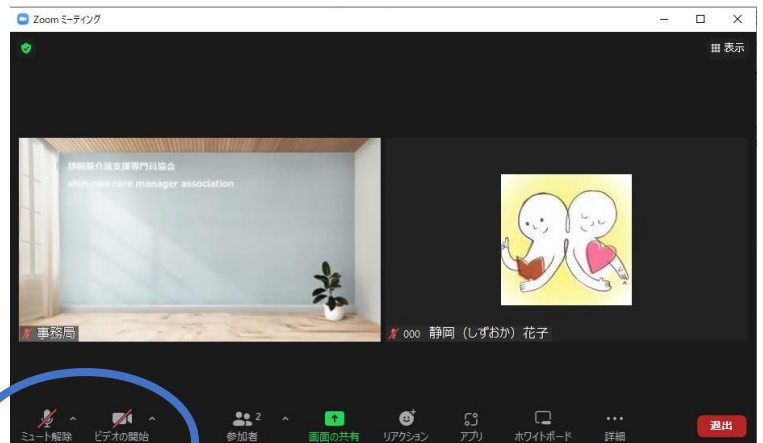 Zoom ミーティング
表示
静岡県介護支援専門員協会
shizuoka care manager association
事務局
000 静岡（しずおか）花子
ミュート解除 ビデオの開始 参加者 2 画面の共有 リアクション アプリ ホワイトボード 詳細 退出